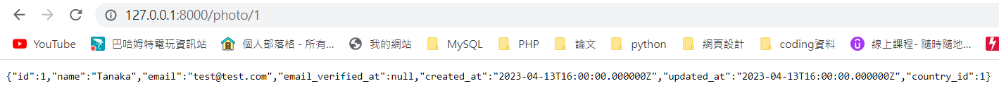 127.0.0.1:8000/photo/1
YouTube 巴哈姆特電玩資訊站 個人部落格 - 所有... 我的網站 MySQL PHP 論文 python 網頁設計 coding資料 線上課程- 隨時隨地...
{"id":1,"name":"Tanaka","email":"test@test.com","email_verified_at":null,"created_at":"2023-04-13T16:00:00.000000Z","updated_at":"2023-04-13T16:00:00.000000Z","country_id":1}